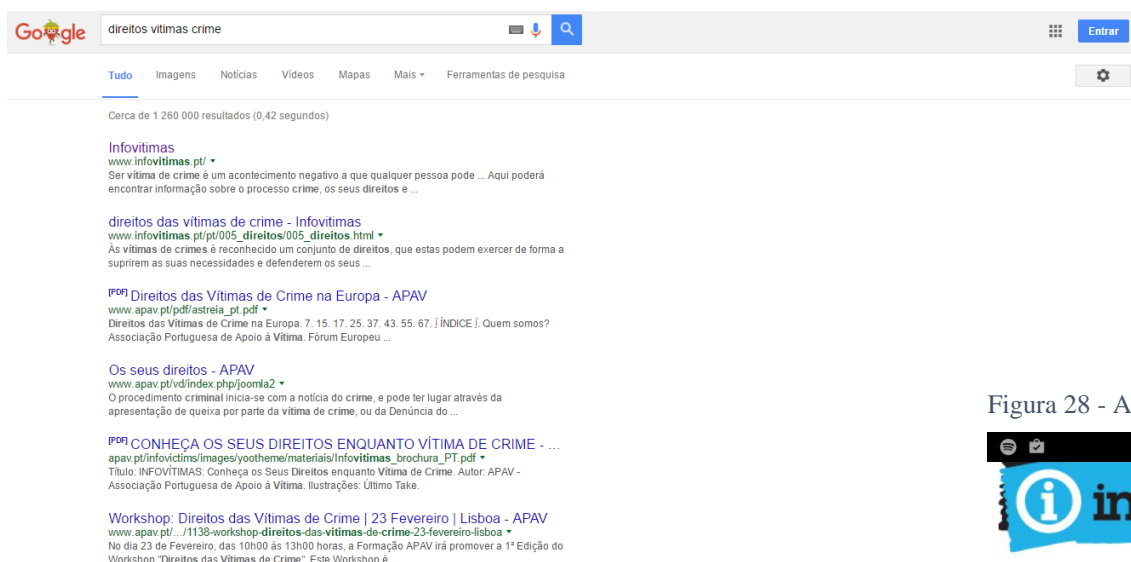 Google
direitos vitimas crime
Entrar
Tudo Imagens Notícias Vídeos Mapas Mais Ferramentas de pesquisa
Cerca de 1 260 000 resultados (0,42 segundos)
Infovitimas
www.infovitimas.pt/
Ser vítima de crime é um acontecimento negativo a que qualquer pessoa pode ... Aqui poderá
encontrar informação sobre o processo crime, os seus direitos e ...
direitos das vítimas de crime - Infovitimas
www.infovitimas.pt/pt/005_direitos/005_direitos.html
Às vítimas de crimes é reconhecido um conjunto de direitos, que estas podem exercer de forma a
suprirem as suas necessidades e defenderem os seus ...
[PDF] Direitos das Vítimas de Crime na Europa - APAV
www.apav.pt/pdf/astreia_pt.pdf
Direitos das Vítimas de Crime na Europa. 7. 15. 17. 25. 37. 43. 55. 67. ⌠ ÍNDICE ⌠. Quem somos?
Associação Portuguesa de Apoio à Vítima. Fórum Europeu ...
Os seus direitos - APAV
www.apav.pt/vd/index.php/joomla2
O procedimento criminal inicia-se com a notícia do crime, e pode ter lugar através da
apresentação de queixa por parte da vítima de crime, ou da Denúncia do ...
[PDF] CONHEÇA OS SEUS DIREITOS ENQUANTO VÍTIMA DE CRIME - ...
apav.pt/infovictims/images/yootheme/materiais/Infovitimas_brochura_PT.pdf
Título: INFOVÍTIMAS: Conheça os Seus Direitos enquanto Vítima de Crime. Autor: APAV -
Associação Portuguesa de Apoio à Vítima. Ilustrações: Último Take.
Workshop: Direitos das Vítimas de Crime | 23 Fevereiro | Lisboa - APAV
www.apav.pt/.../1138-workshop-direitos-das-vitimas-de-crime-23-fevereiro-lisboa
No dia 23 de Fevereiro, das 10h00 às 13h00 horas, a Formação APAV irá promover a 1ª Edição do
Workshop "Direitos das Vítimas de Crime". Este Workshop é
Figura 28 - A
i in